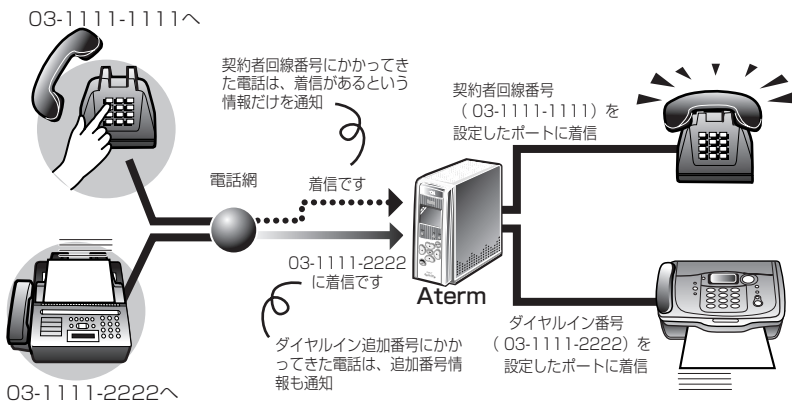 03-1111-1111へ
契約者回線番号にかかってき
た電話は、着信があるという
情報だけを通知
契約者回線番号
（03-1111-1111）を
設定したポートに着信
電話網
着信です
03-1111-2222
に着信です
Aterm
ダイヤルイン追加番号にかか
ってきた電話は、追加番号情
報も通知
ダイヤルイン番号
（03-1111-2222）を
設定したポートに着信
03-1111-2222へ